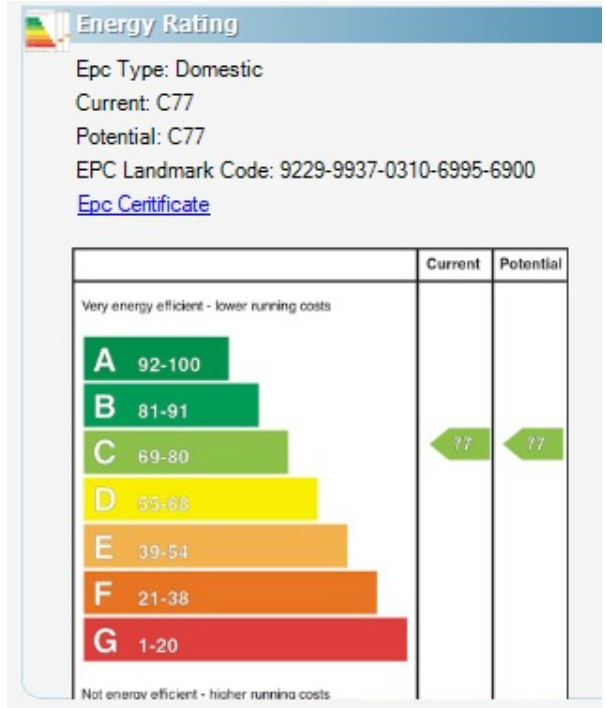 Energy Rating
Epc Type: Domestic
Current: C77
Potential: C77
EPC Landmark Code: 9229-9937-0310-6995-6900
Epc Ceritificate
Current Potential
Very energy efficient - lower running costs
A 92-100
B 81-91
C 69-80 77 77
D 55-68
E 39-54
F 21-38
G 1-20
Not energy efficient - higher running costs